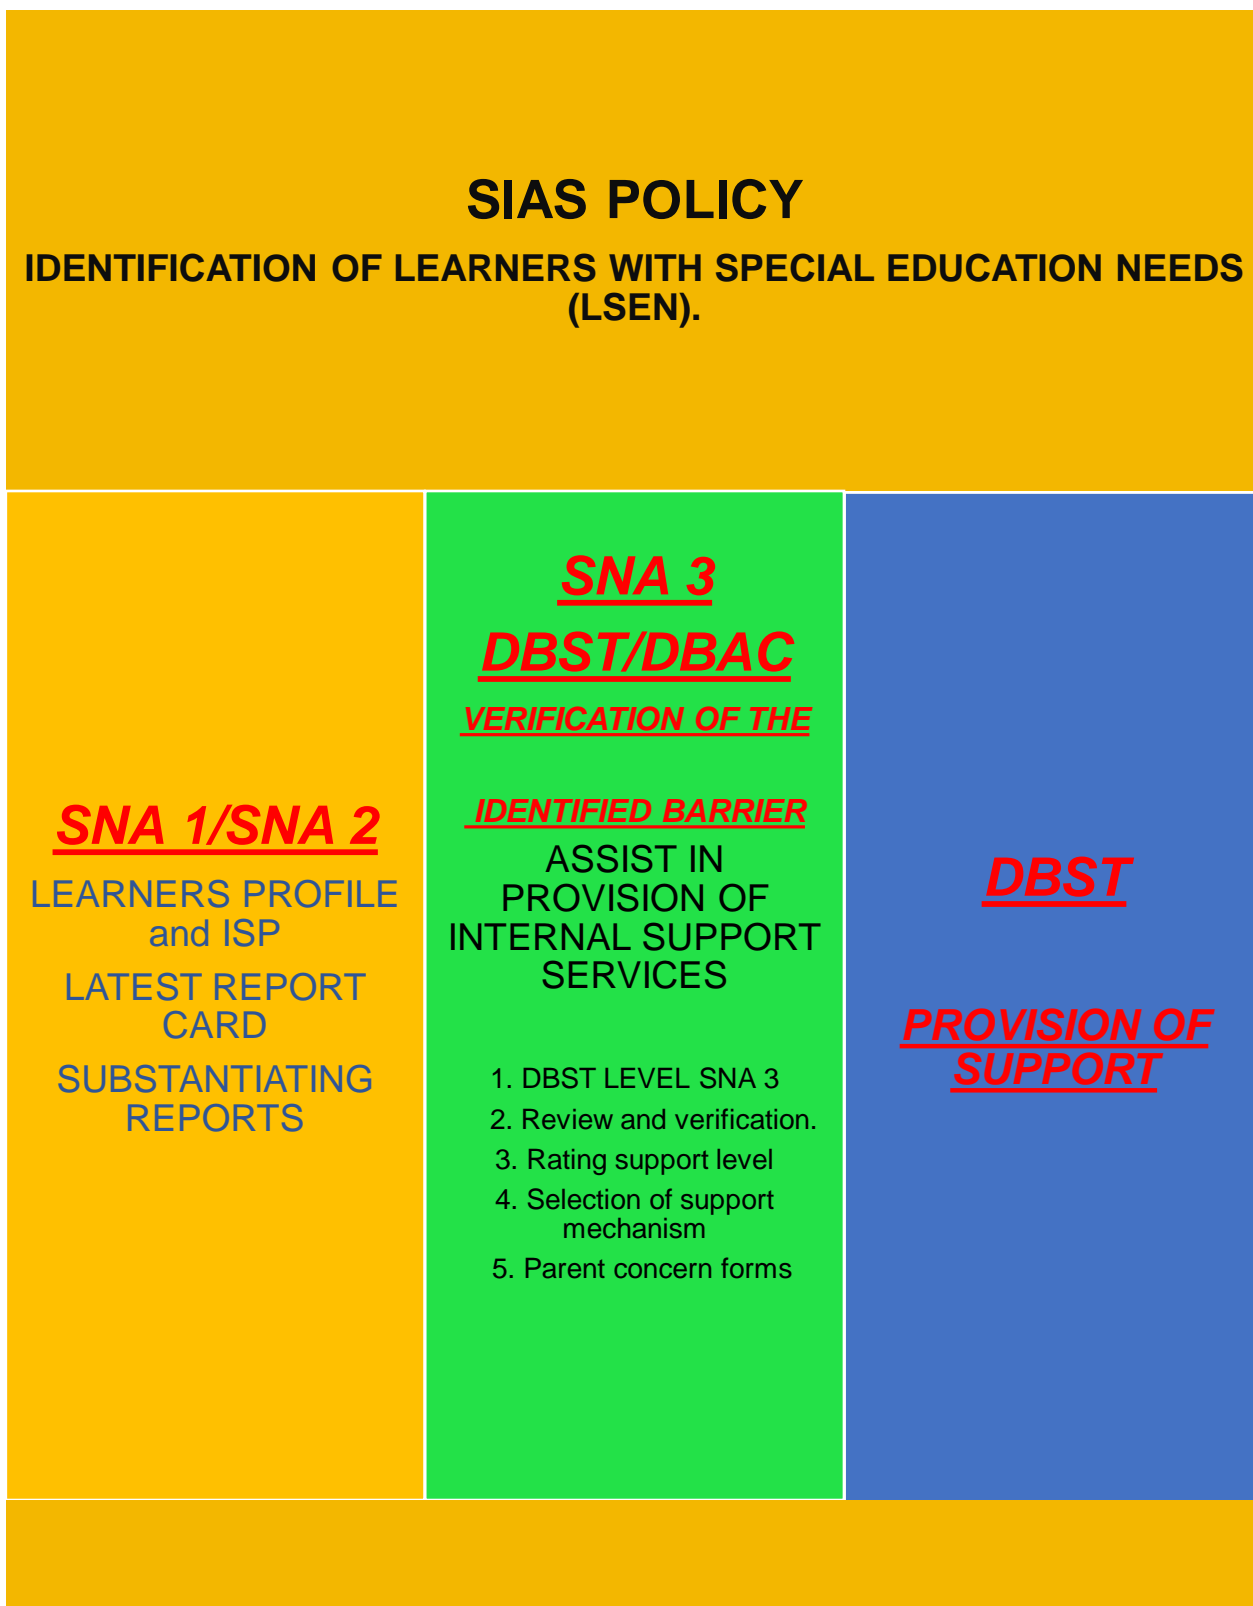 SIAS POLICY
IDENTIFICATION OF LEARNERS WITH SPECIAL EDUCATION NEEDS
(LSEN).
SNA 1/SNA 2
LEARNERS PROFILE
and ISP
LATEST REPORT
CARD
SUBSTANTIATING
REPORTS
SNA 3
DBST/DBAC
VERIFICATION OF THE
IDENTIFIED BARRIER
ASSIST IN
PROVISION OF
INTERNAL SUPPORT
SERVICES
1. DBST LEVEL SNA 3
2. Review and verification.
3. Rating support level
4. Selection of support
mechanism
5. Parent concern forms
DBST
PROVISION OF
SUPPORT